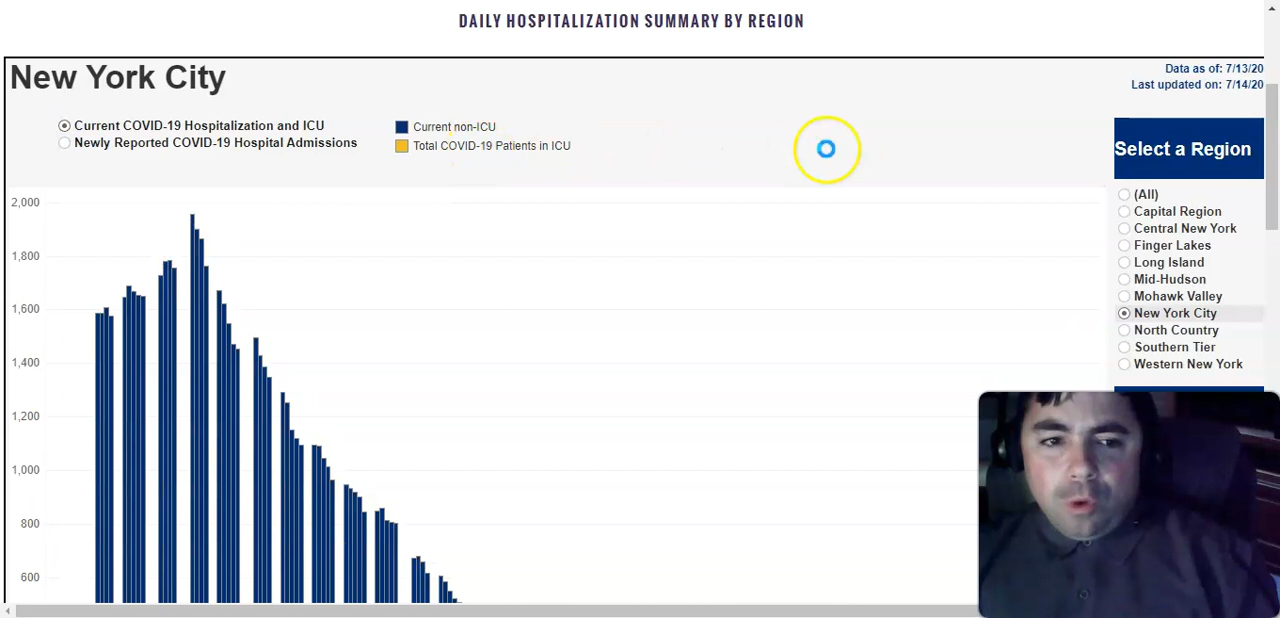 DAILY HOSPITALIZATION SUMMARY BY REGION
New York City
Data as of: 7/13/20
Last updated on: 7/14/20
Current COVID-19 Hospitalization and ICU
Newly Reported COVID-19 Hospital Admissions
Current non-ICU
Total COVID-19 Patients in ICU
Select a Region
(All)
Capital Region
Central New York
Finger Lakes
Long Island
Mid-Hudson
Mohawk Valley
New York City
North Country
Southern Tier
Western New York
2,000
1,800
1,600
1,400
1,200
1,000
800
600